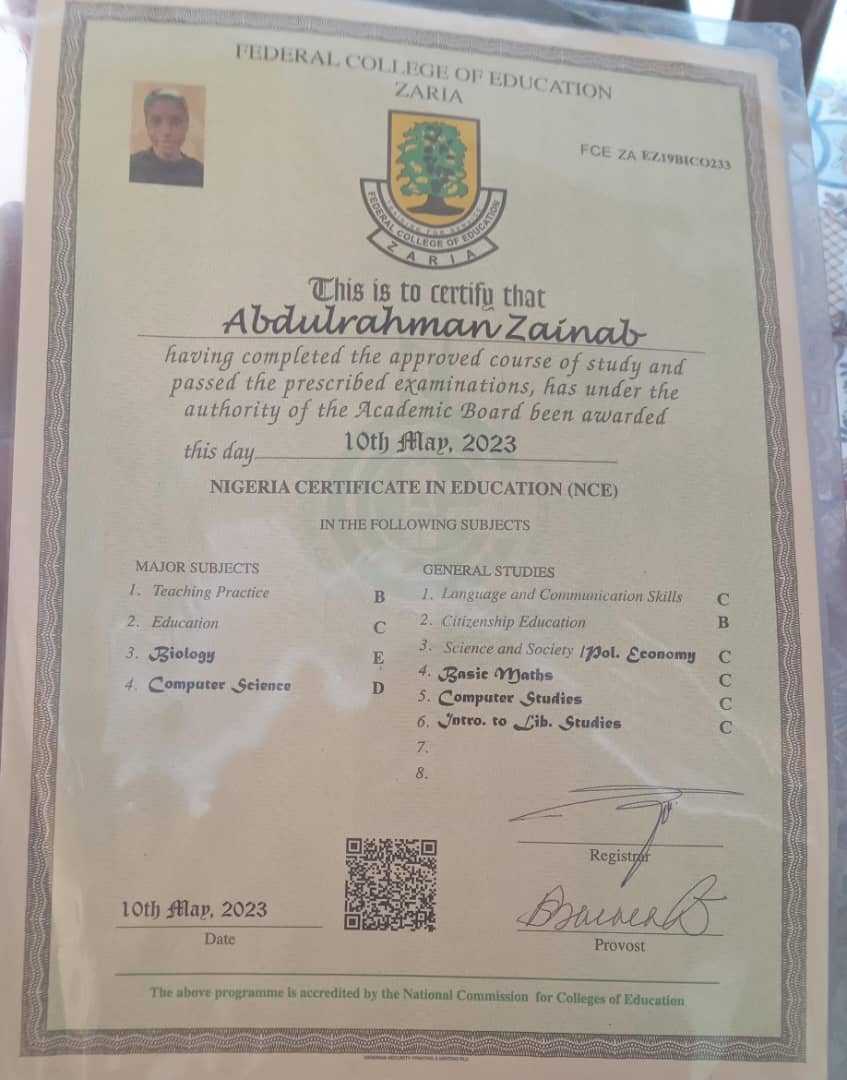 FEDERAL COLLEGE OF EDUCATION
ZARIA
FCE ZA EZ19BICO233
TRAINING FOR SERVICE
FEDERAL COLLEGE OF EDUCATION
ZARIA
This is to certify that
Abdulrahman Zainab
having completed the approved course of study and
passed the prescribed examinations, has under the
authority of the Academic Board been awarded
this day 10th May, 2023
NIGERIA CERTIFICATE IN EDUCATION (NCE)
IN THE FOLLOWING SUBJECTS
MAJOR SUBJECTS
1. Teaching Practice B
2. Education C
3. Biology E
4. Computer Science D
GENERAL STUDIES
1. Language and Communication Skills C
2. Citizenship Education B
3. Science and Society /Pol. Economy C
4. Basic Maths C
5. Computer Studies C
6. Intro. to Lib. Studies C
7.
8.
Registrar
10th May, 2023
Date
Provost
The above programme is accredited by the National Commission for Colleges of Education